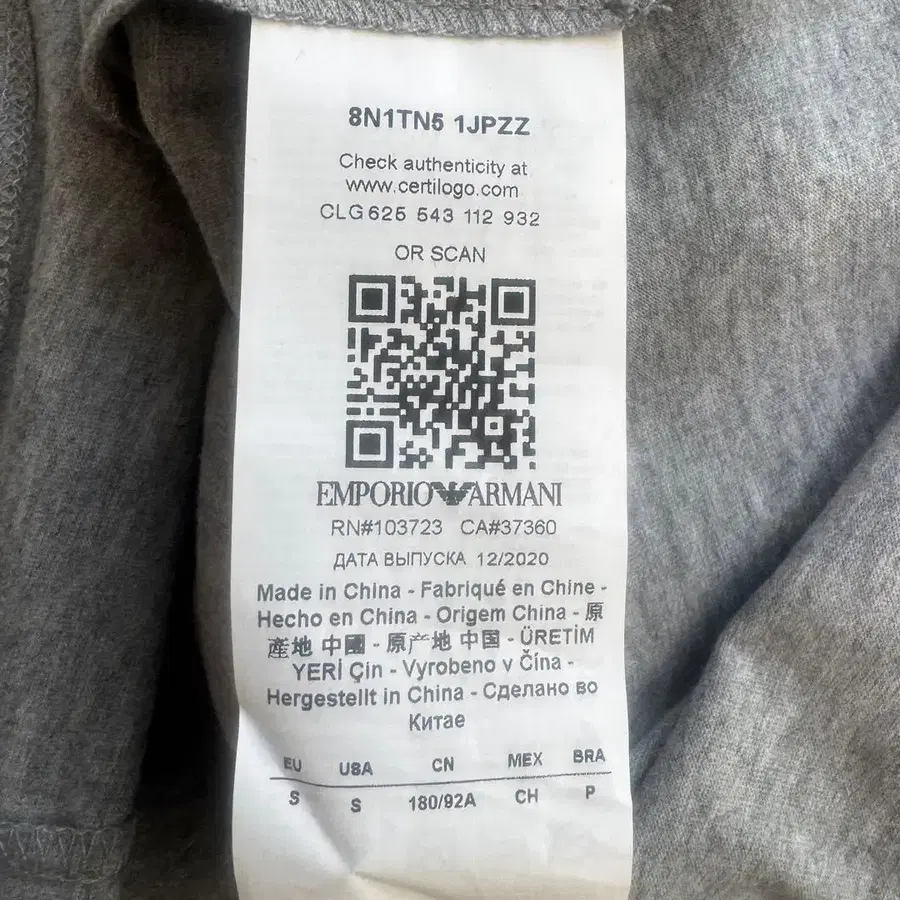 8N1TN5 1JPZZ
Check authenticity at
www.certilogo.com
CLG 625 543 112 932
OR SCAN
EMPORIO ARMANI
RN#103723 CA#37360
ДАТА ВЫПУСКА 12/2020
Made in China - Fabriqué en Chine -
Hecho en China - Origem China - 原
產地 中國 - 原产地 中国 - ÜRETİM
YERİ Çin - Vyrobeno v Čína -
Hergestellt in China - Сделано во
Китае
EU USA CN MEX BRA
S S 180/92A CH P